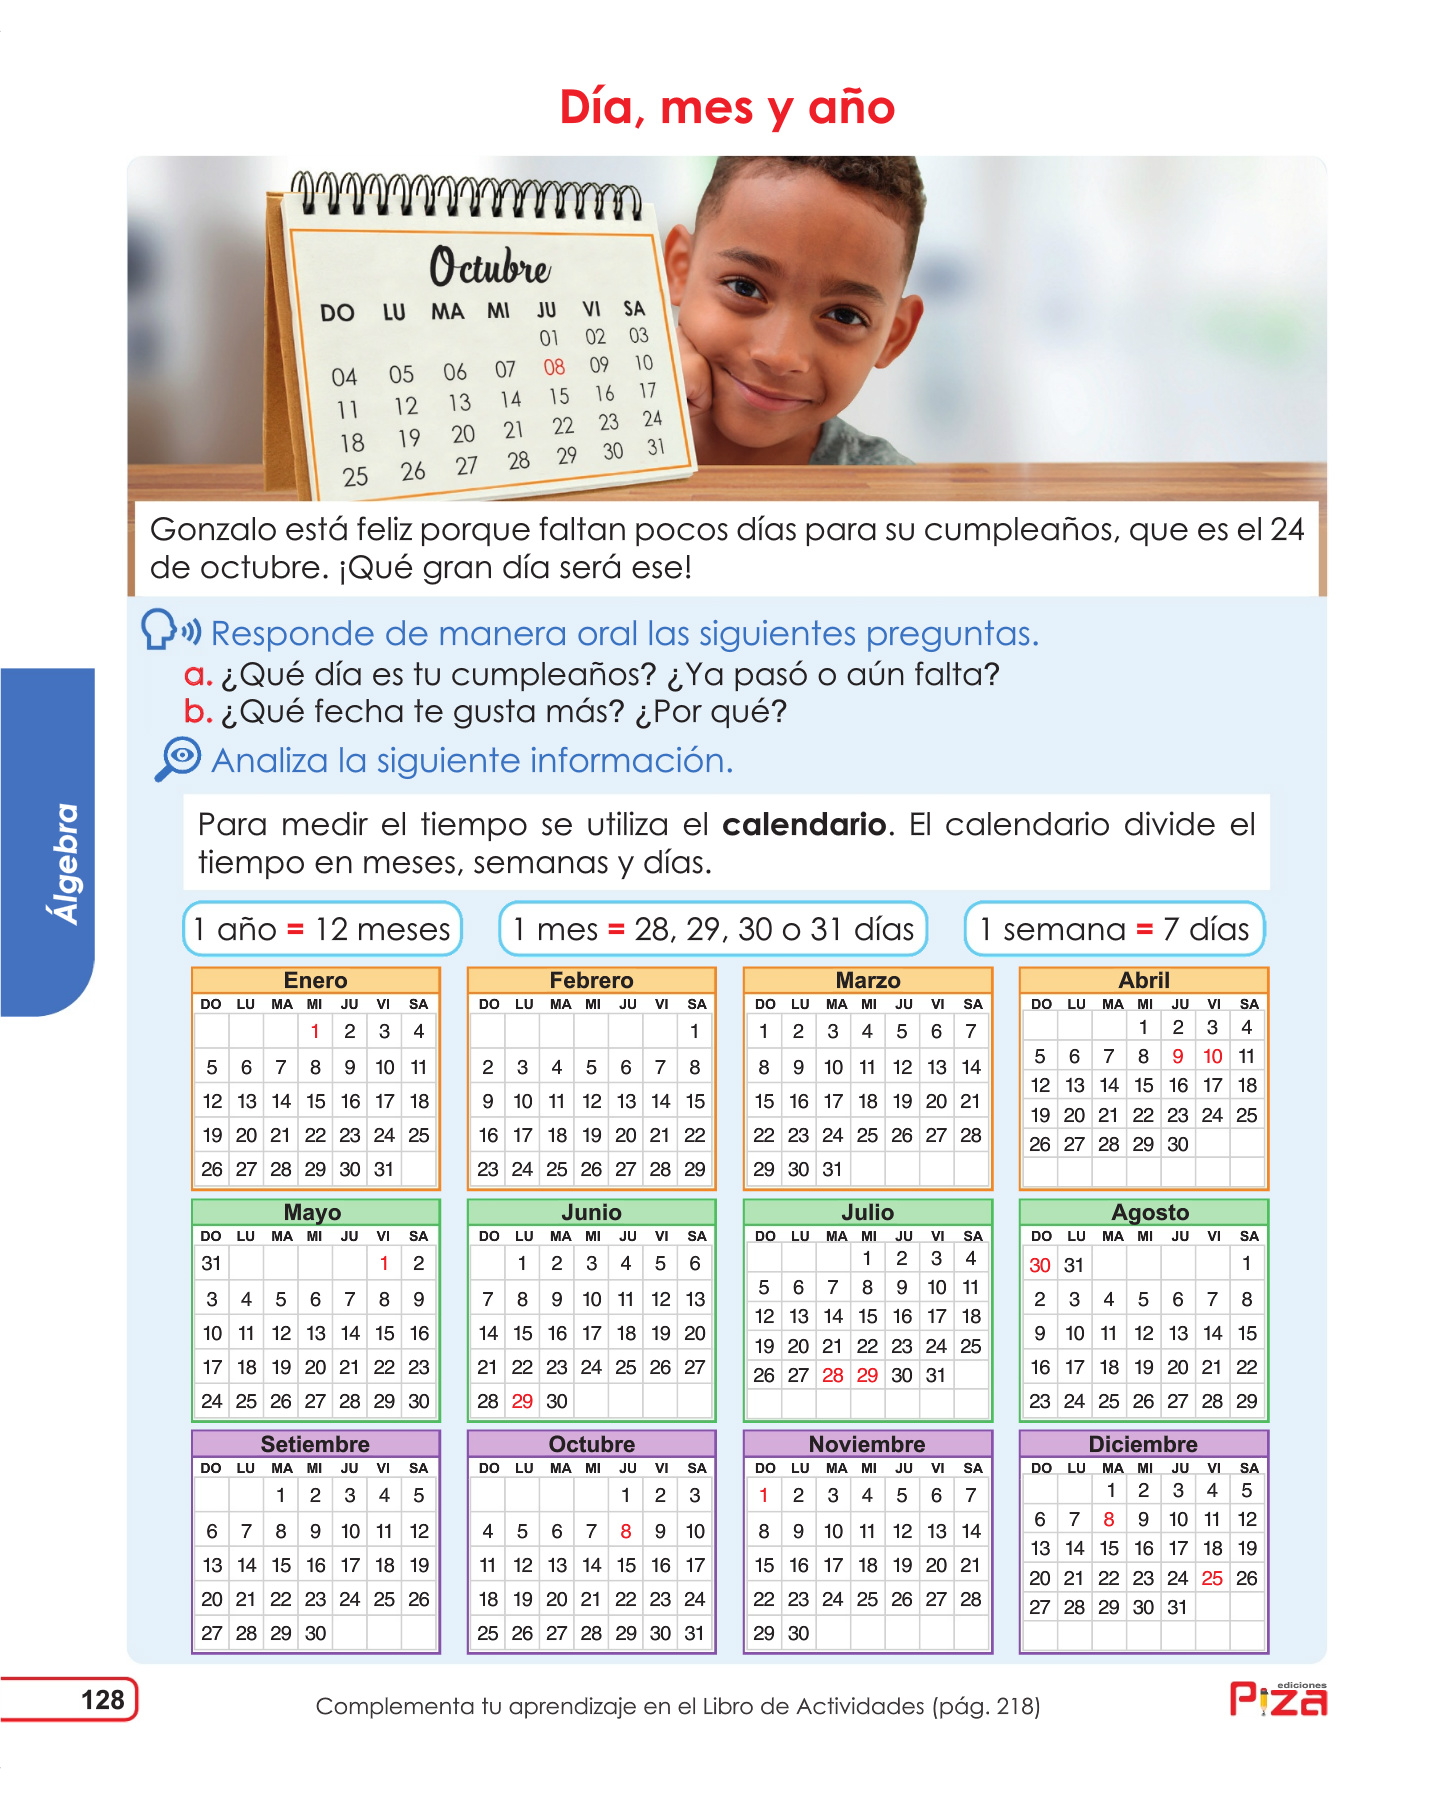 Día, mes y año
Octubre
DO LU MA MI JU VI SA
01 02 03
04 05 06 07 08 09 10
11 12 13 14 15 16 17
18 19 20 21 22 23 24
25 26 27 28 29 30 31
Gonzalo está feliz porque faltan pocos días para su cumpleaños, que es el 24
de octubre. ¡Qué gran día será ese!
Responde de manera oral las siguientes preguntas.
a. ¿Qué día es tu cumpleaños? ¿Ya pasó o aún falta?
b. ¿Qué fecha te gusta más? ¿Por qué?
Analiza la siguiente información.
Para medir el tiempo se utiliza el calendario. El calendario divide el
tiempo en meses, semanas y días.
1 año = 12 meses
1 mes = 28, 29, 30 o 31 días
1 semana = 7 días
Enero
DO LU MA MI JU VI SA
1 2 3 4
5 6 7 8 9 10 11
12 13 14 15 16 17 18
19 20 21 22 23 24 25
26 27 28 29 30 31
Febrero
DO LU MA MI JU VI SA
1
2 3 4 5 6 7 8
9 10 11 12 13 14 15
16 17 18 19 20 21 22
23 24 25 26 27 28 29
Marzo
DO LU MA MI JU VI SA
1 2 3 4 5 6 7
8 9 10 11 12 13 14
15 16 17 18 19 20 21
22 23 24 25 26 27 28
29 30 31
Abril
DO LU MA MI JU VI SA
1 2 3 4
5 6 7 8 9 10 11
12 13 14 15 16 17 18
19 20 21 22 23 24 25
26 27 28 29 30
Mayo
DO LU MA MI JU VI SA
31 1 2
3 4 5 6 7 8 9
10 11 12 13 14 15 16
17 18 19 20 21 22 23
24 25 26 27 28 29 30
Junio
DO LU MA MI JU VI SA
1 2 3 4 5 6
7 8 9 10 11 12 13
14 15 16 17 18 19 20
21 22 23 24 25 26 27
28 29 30
Julio
DO LU MA MI JU VI SA
1 2 3 4
5 6 7 8 9 10 11
12 13 14 15 16 17 18
19 20 21 22 23 24 25
26 27 28 29 30 31
Agosto
DO LU MA MI JU VI SA
30 31 1
2 3 4 5 6 7 8
9 10 11 12 13 14 15
16 17 18 19 20 21 22
23 24 25 26 27 28 29
Setiembre
DO LU MA MI JU VI SA
1 2 3 4 5
6 7 8 9 10 11 12
13 14 15 16 17 18 19
20 21 22 23 24 25 26
27 28 29 30
Octubre
DO LU MA MI JU VI SA
1 2 3
4 5 6 7 8 9 10
11 12 13 14 15 16 17
18 19 20 21 22 23 24
25 26 27 28 29 30 31
Noviembre
DO LU MA MI JU VI SA
1 2 3 4 5 6 7
8 9 10 11 12 13 14
15 16 17 18 19 20 21
22 23 24 25 26 27 28
29 30
Diciembre
DO LU MA MI JU VI SA
1 2 3 4 5
6 7 8 9 10 11 12
13 14 15 16 17 18 19
20 21 22 23 24 25 26
27 28 29 30 31
Álgebra
128
Complementa tu aprendizaje en el Libro de Actividades (pág. 218)
ediciones
Piza